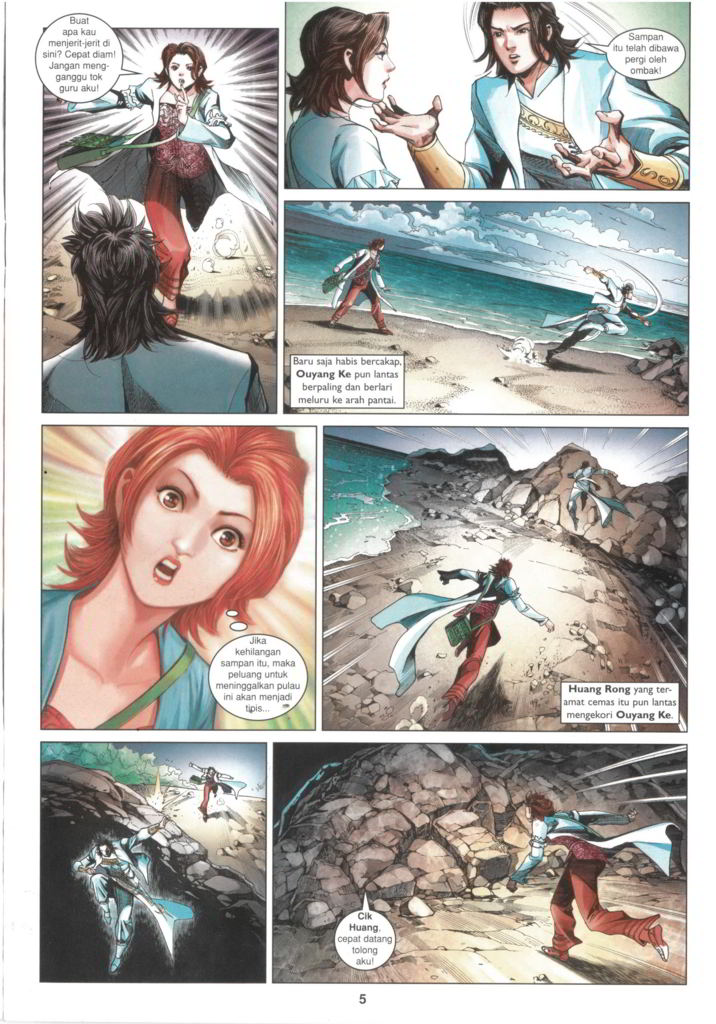 Buat
apa kau
menjerit-jerit di
sini? Cepat diam!
Jangan meng-
ganggu tok
guru aku!
Sampan
itu telah dibawa
pergi oleh
ombak!
Baru saja habis bercakap,
Ouyang Ke pun lantas
berpaling dan berlari
meluru ke arah pantai.
Jika
kehilangan
sampan itu, maka
peluang untuk
meninggalkan pulau
ini akan menjadi
tipis...
Huang Rong yang ter-
amat cemas itu pun lantas
mengekori Ouyang Ke.
Cik
Huang,
cepat datang
tolong
aku!
5